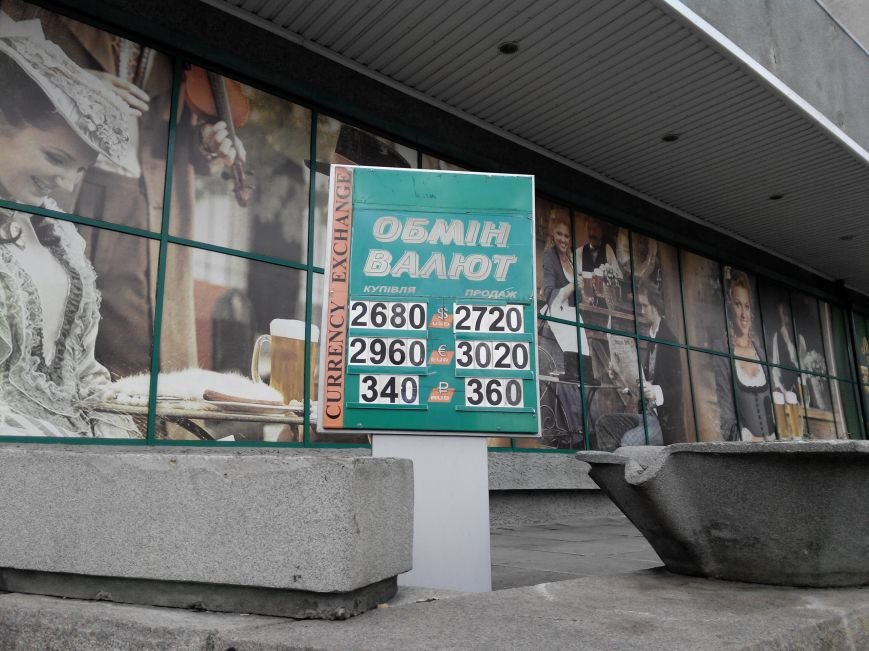 CURRENCY EXCHANGE
ОБМІН
ВАЛЮТ
КУПІВЛЯ ПРОДАЖ
2680 $ USD 2720
2960 € EUR 3020
340 ₽ RUB 360